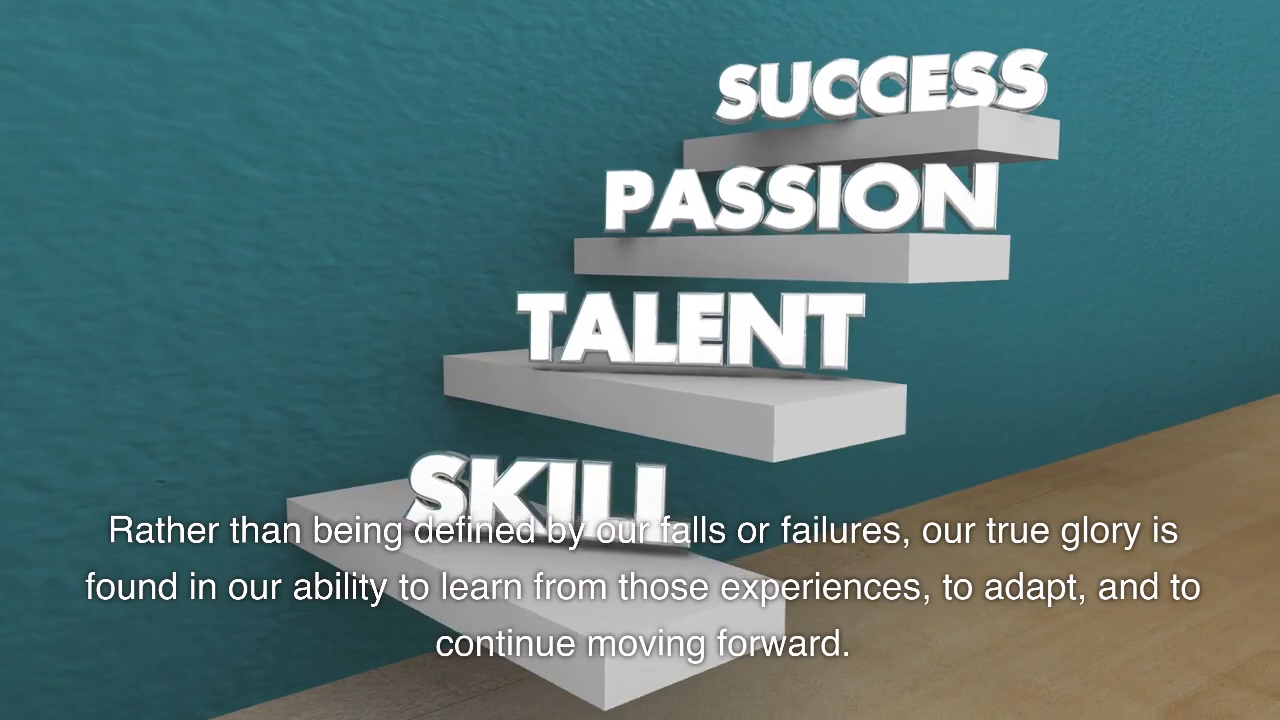 SUCCESS
PASSION
TALENT
SKILL
Rather than being defined by our falls or failures, our true glory is
found in our ability to learn from those experiences, to adapt, and to
continue moving forward.